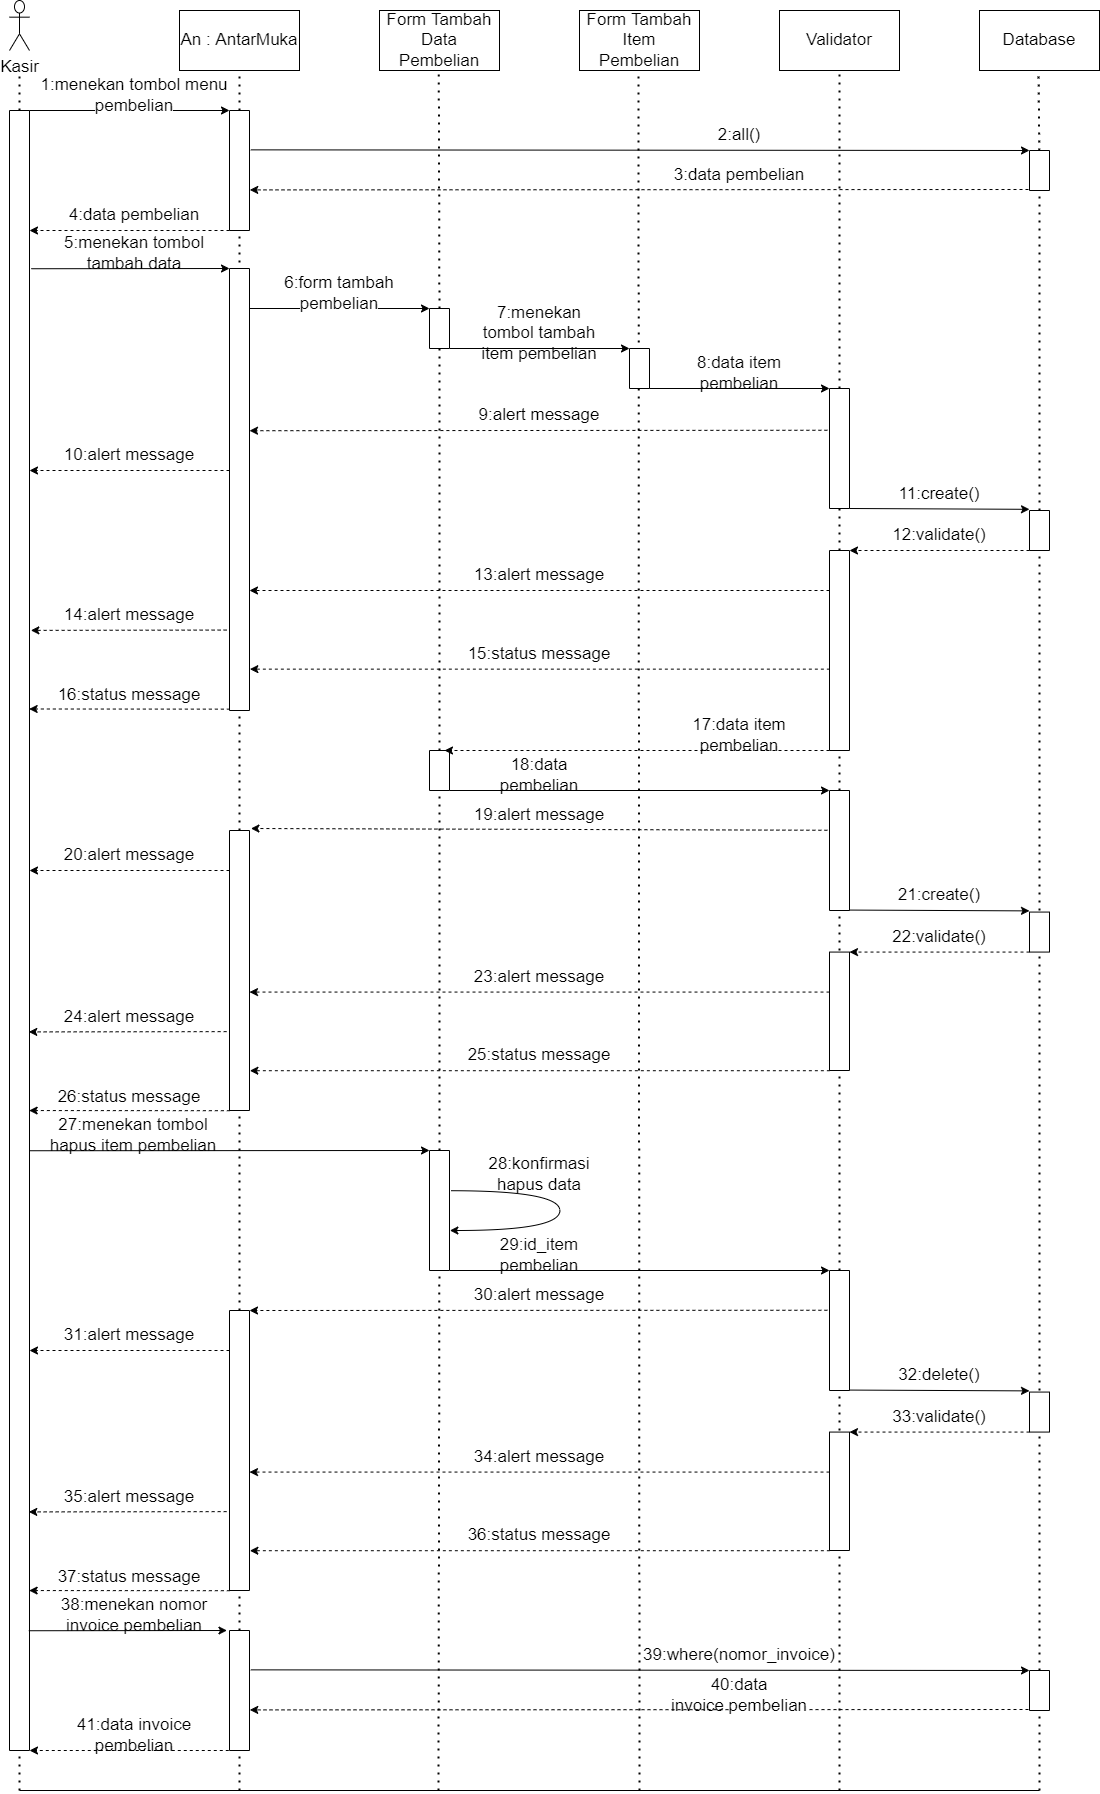 Kasir
An : AntarMuka
Form Tambah
Data
Pembelian
Form Tambah
Item
Pembelian
Validator
Database
1:menekan tombol menu
pembelian
2:all()
3:data pembelian
4:data pembelian
5:menekan tombol
tambah data
6:form tambah
pembelian
7:menekan
tombol tambah
item pembelian
8:data item
pembelian
9:alert message
10:alert message
11:create()
12:validate()
13:alert message
14:alert message
15:status message
16:status message
17:data item
pembelian
18:data
pembelian
19:alert message
20:alert message
21:create()
22:validate()
23:alert message
24:alert message
25:status message
26:status message
27:menekan tombol
hapus item pembelian
28:konfirmasi
hapus data
29:id_item
pembelian
30:alert message
31:alert message
32:delete()
33:validate()
34:alert message
35:alert message
36:status message
37:status message
38:menekan nomor
invoice pembelian
39:where(nomor_invoice)
40:data
invoice pembelian
41:data invoice
pembelian